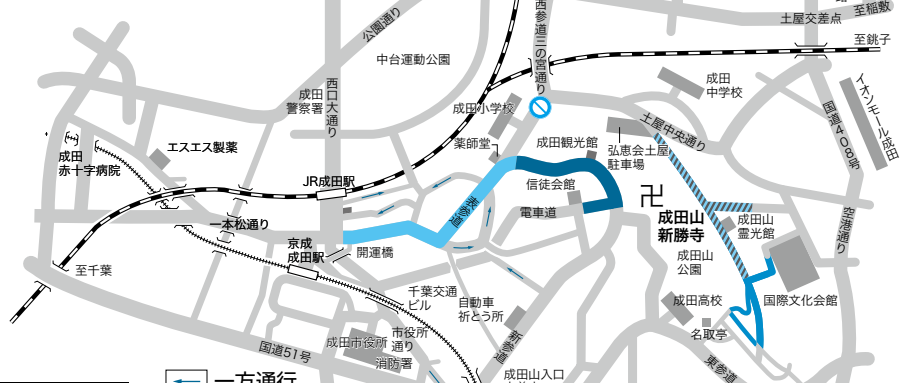 西参道三の宮通り
土屋交差点
至稲敷
公園通り
至銚子
中台運動公園
成田
中学校
イオンモール成田
西口大通り
成田
警察署
成田小学校
国道408号
土屋中央通り
薬師堂
成田観光館
弘恵会土屋
駐車場
エスエス製薬
成田
赤十字病院
JR成田駅
信徒会館
卍
表参道
電車道
成田山
新勝寺
成田山
霊光館
空港通り
一本松通り
京成
成田駅
開運橋
成田山
公園
至千葉
千葉交通
ビル
自動車
祈とう所
成田高校
国際文化会館
新参道
市役所
通り
成田市役所
名取亭
国道51号
消防署
東参道
成田山入口
一方通行